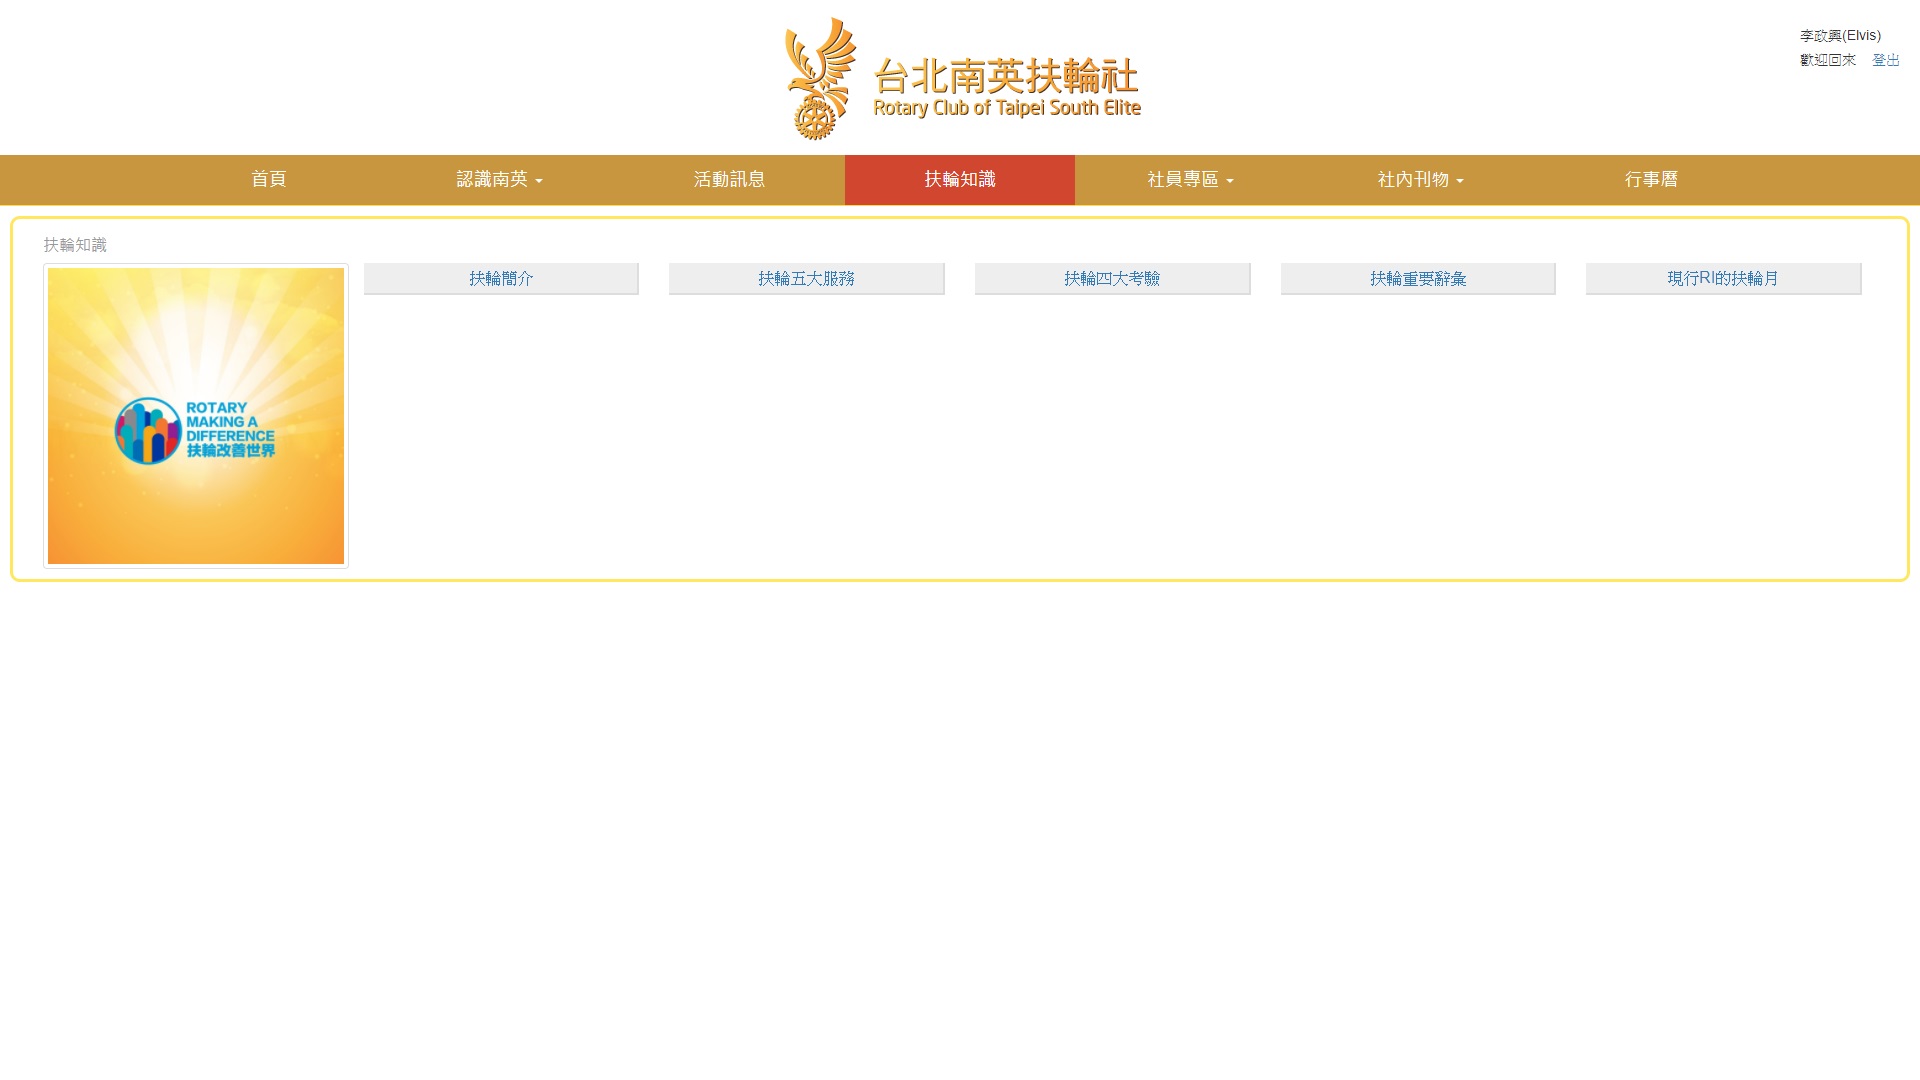 台北南英扶輪社
Rotary Club of Taipei South Elite
李政興(Elvis)
歡迎回來 登出
首頁 認識南英 活動訊息 扶輪知識 社員專區 社內刊物 行事曆
扶輪知識
扶輪簡介 扶輪五大服務 扶輪四大考驗 扶輪重要辭彙 現行RI的扶輪月
ROTARY
MAKING A
DIFFERENCE
扶輪改善世界